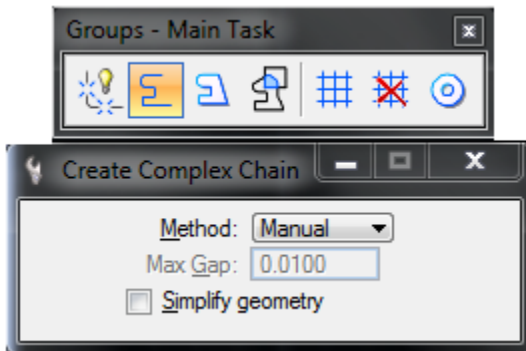 Groups - Main Task
Create Complex Chain
Method: Manual
Max Gap: 0.0100
Simplify geometry